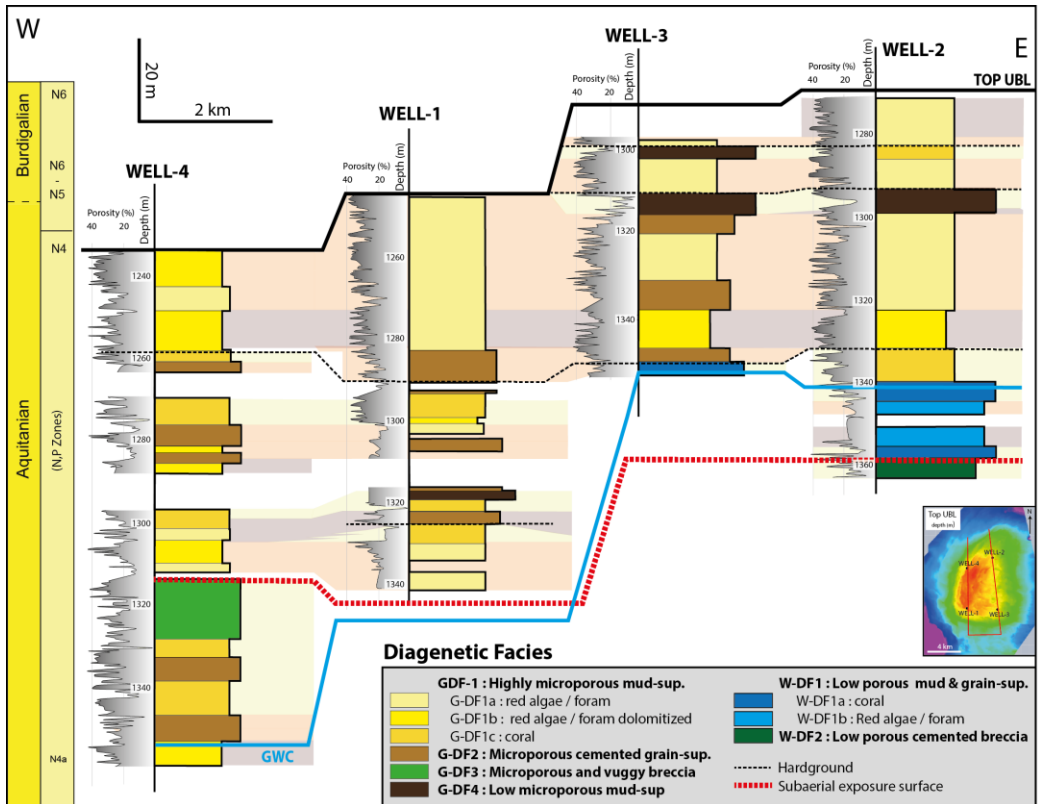 W
E
WELL-3
WELL-2
TOP UBL
20 m
2 km
WELL-1
WELL-4
Burdigalian
Aquitanian
N6
N6
-
N5
N4
(N,P Zones)
N4a
Porosity (%)
40 20
Depth (m)
1240
1260
1280
1300
1320
1340
Porosity (%)
40 20
Depth (m)
1260
1280
1300
1320
1340
Porosity (%)
40 20
Depth (m)
1300
1320
1340
Porosity (%)
40 20
Depth (m)
1280
1300
1320
1340
1360
GWC
Top UBL
depth (m)
N
WELL-2
WELL-4
WELL-1
WELL-3
4 km
Diagenetic Facies
GDF-1 : Highly microporous mud-sup.
G-DF1a: red algae / foram
G-DF1b: red algae / foram dolomitized
G-DF1c: coral
G-DF2 : Microporous cemented grain-sup.
G-DF3 : Microporous and vuggy breccia
G-DF4 : Low microporous mud-sup
W-DF1 : Low porous mud & grain-sup.
W-DF1a : coral
W-DF1b : Red algae / foram
W-DF2 : Low porous cemented breccia
Hardground
Subaerial exposure surface